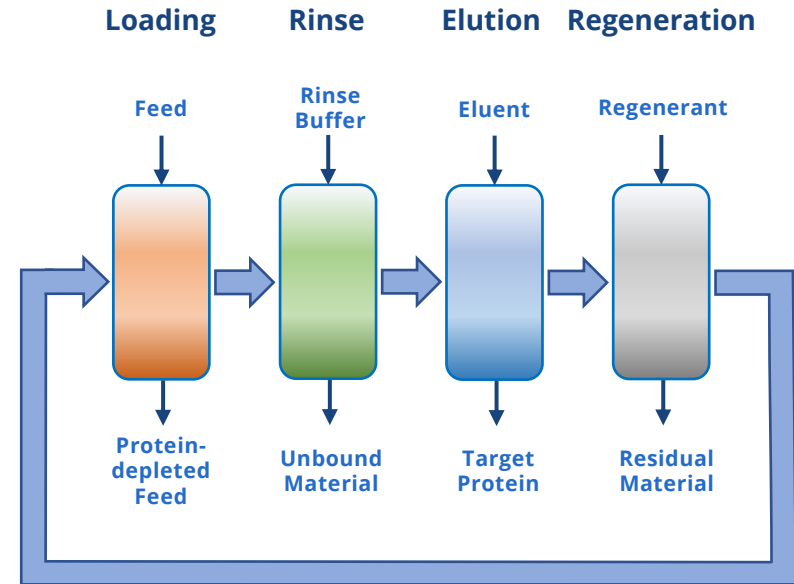 Loading Rinse Elution Regeneration
Feed
Rinse
Buffer
Eluent
Regenerant
Protein-
depleted
Feed
Unbound
Material
Target
Protein
Residual
Material